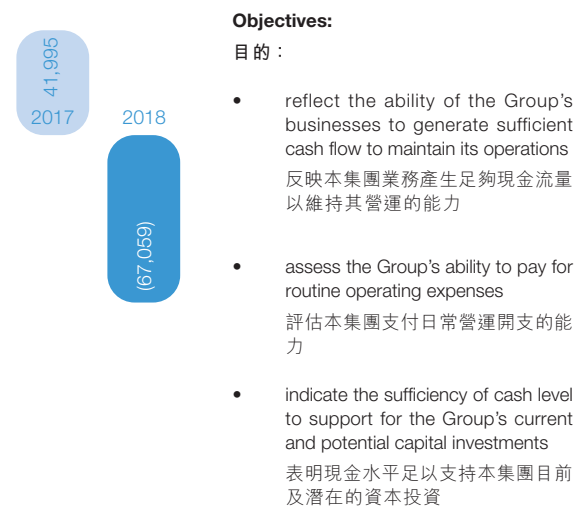 41,995
2017
2018
(67,059)
Objectives:
目的：
• reflect the ability of the Group’s
businesses to generate sufficient
cash flow to maintain its operations
反映本集團業務產生足夠現金流量
以維持其營運的能力
• assess the Group’s ability to pay for
routine operating expenses
評估本集團支付日常營運開支的能
力
• indicate the sufficiency of cash level
to support for the Group’s current
and potential capital investments
表明現金水平足以支持本集團目前
及潛在的資本投資